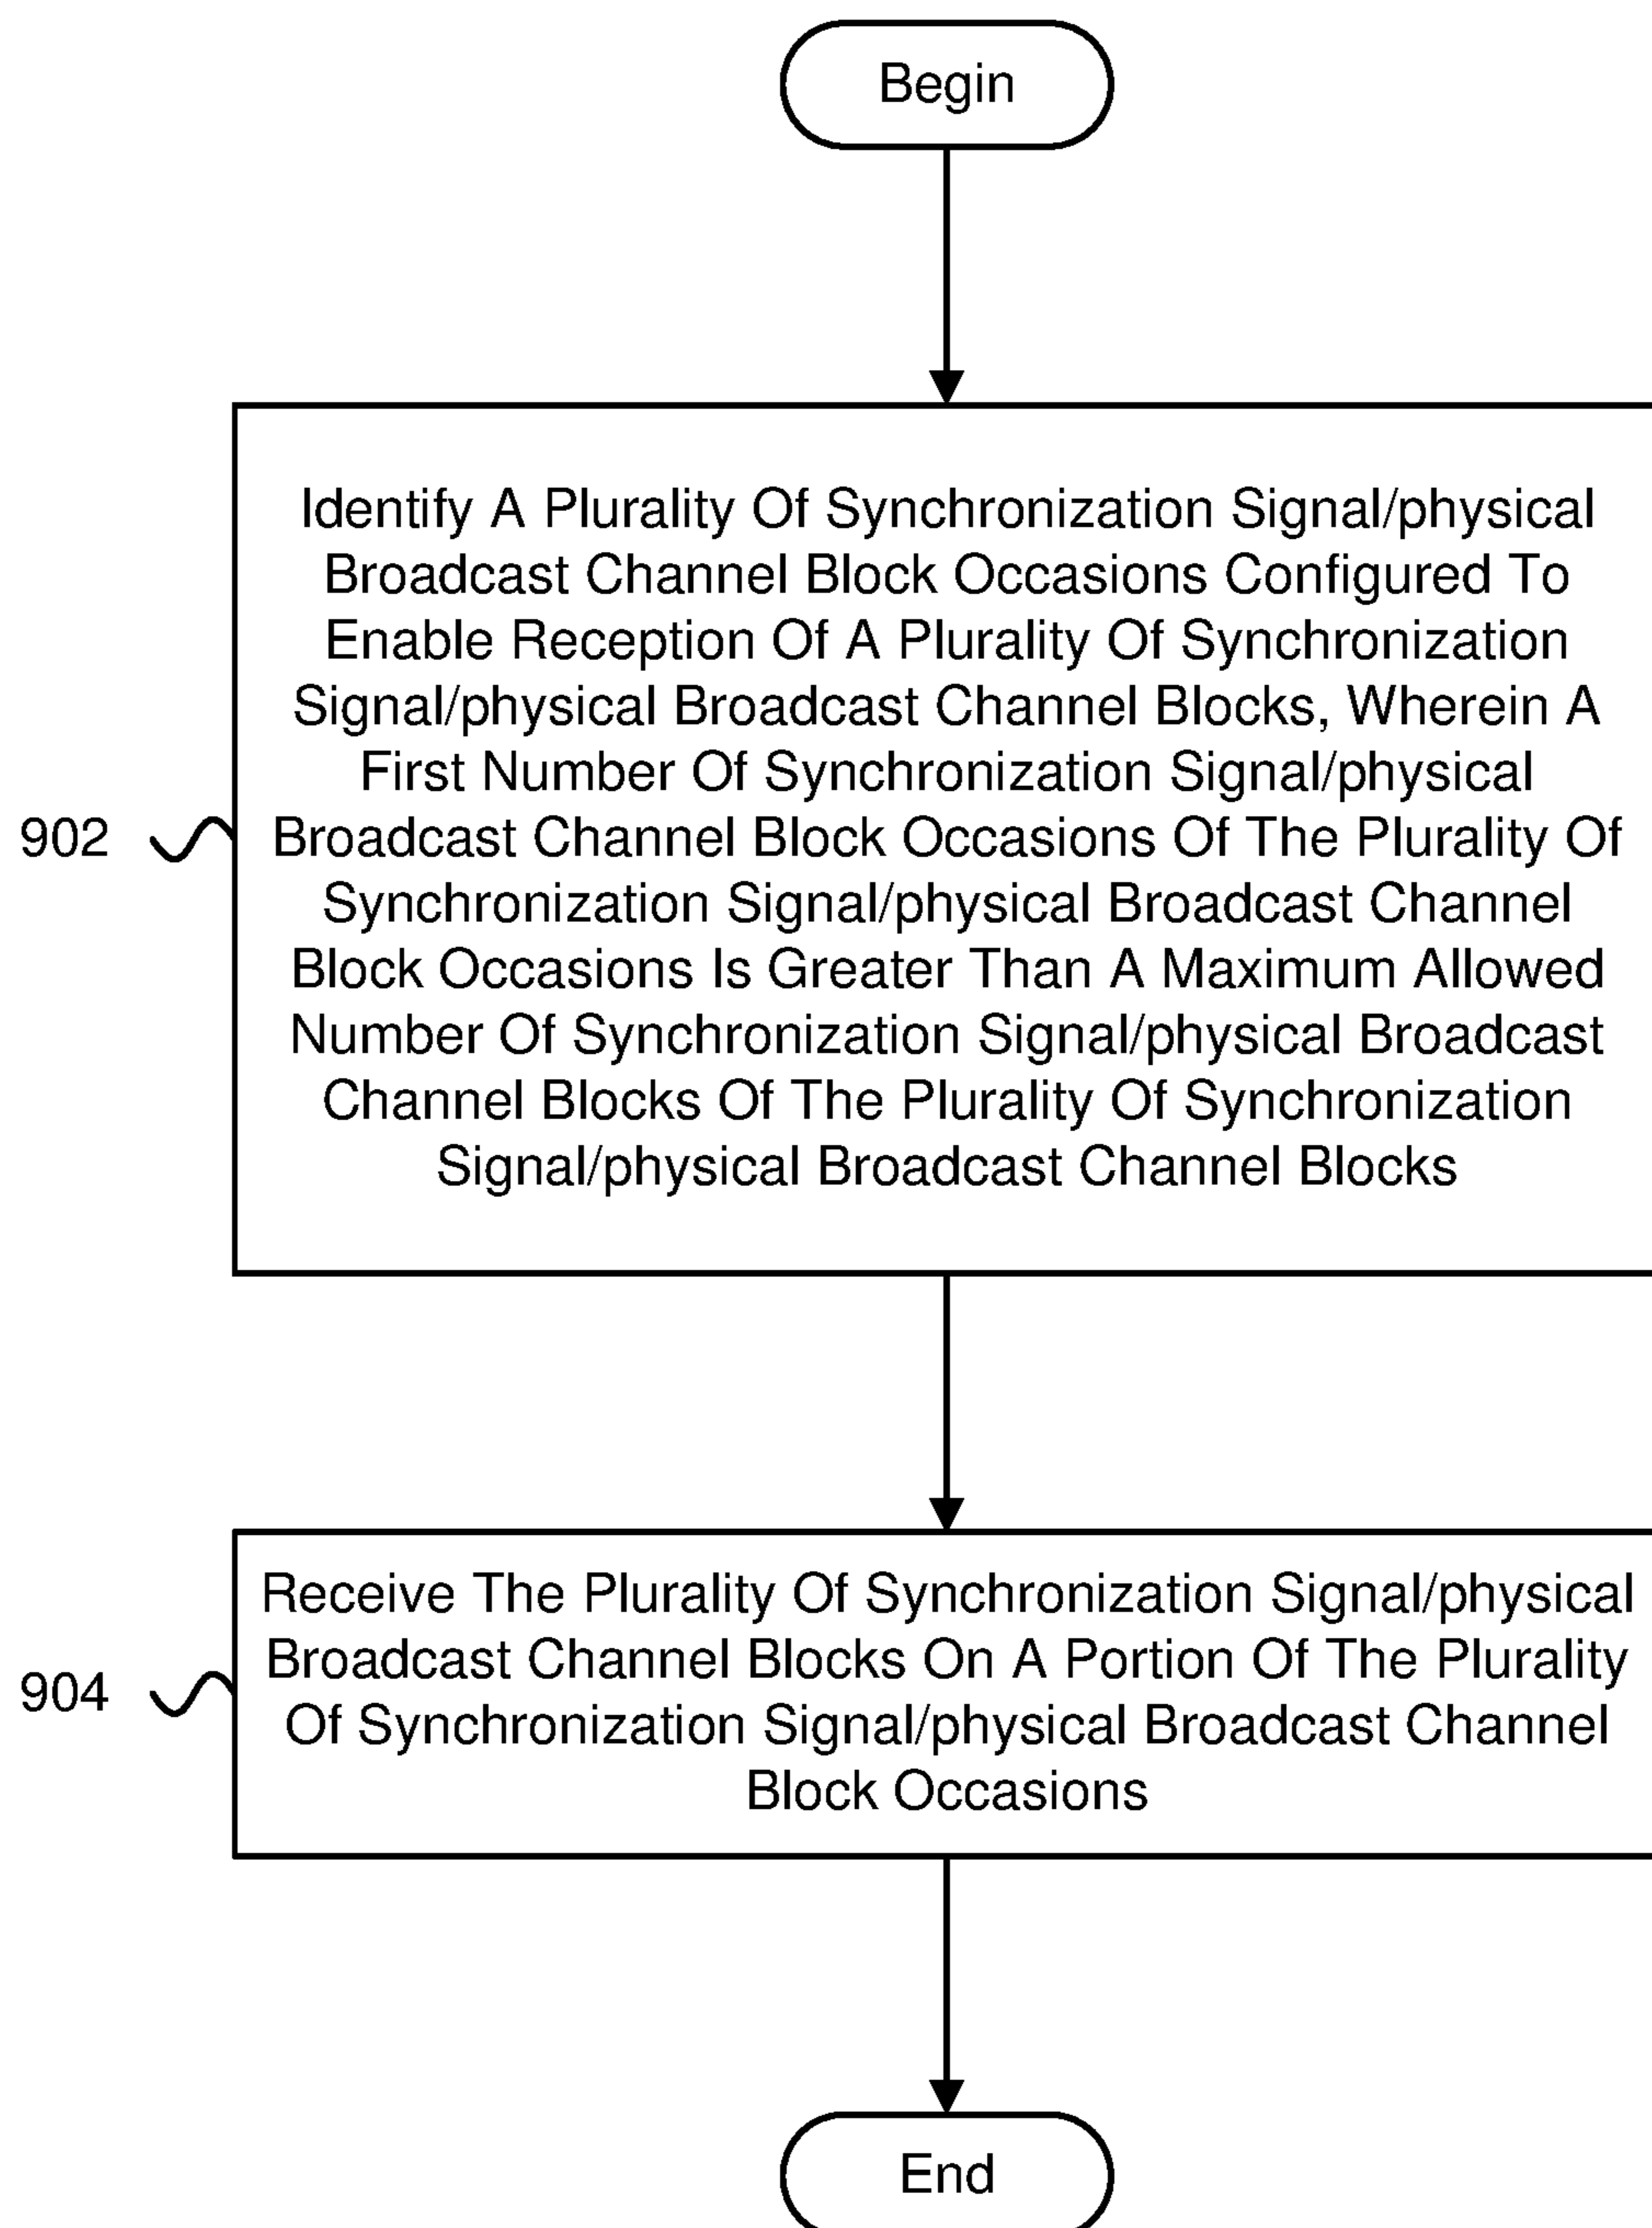 Begin
Identify A Plurality Of Synchronization Signal/physical
Broadcast Channel Block Occasions Configured To
Enable Reception Of A Plurality Of Synchronization
Signal/physical Broadcast Channel Blocks, Wherein A
First Number Of Synchronization Signal/physical
902
Broadcast Channel Block Occasions Of The Plurality Of
Synchronization Signal/physical Broadcast Channel
Block Occasions Is Greater Than A Maximum Allowed
Number Of Synchronization Signal/physical Broadcast
Channel Blocks Of The Plurality Of Synchronization
Signal/physical Broadcast Channel Blocks
Receive The Plurality Of Synchronization Signal/physical
Broadcast Channel Blocks On A Portion Of The Plurality
904
Of Synchronization Signal/physical Broadcast Channel
Block Occasions
End